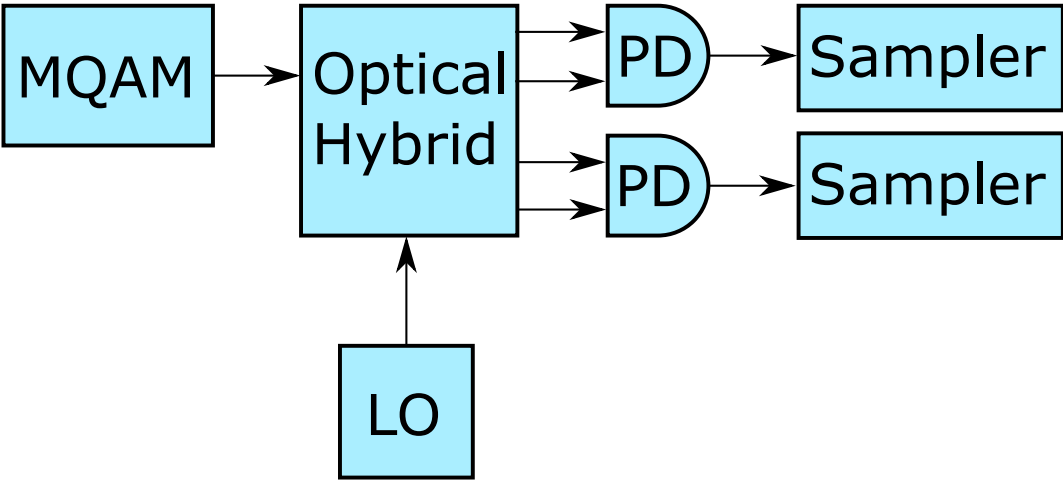 MQAM
Optical
Hybrid
PD
Sampler
PD
Sampler
LO